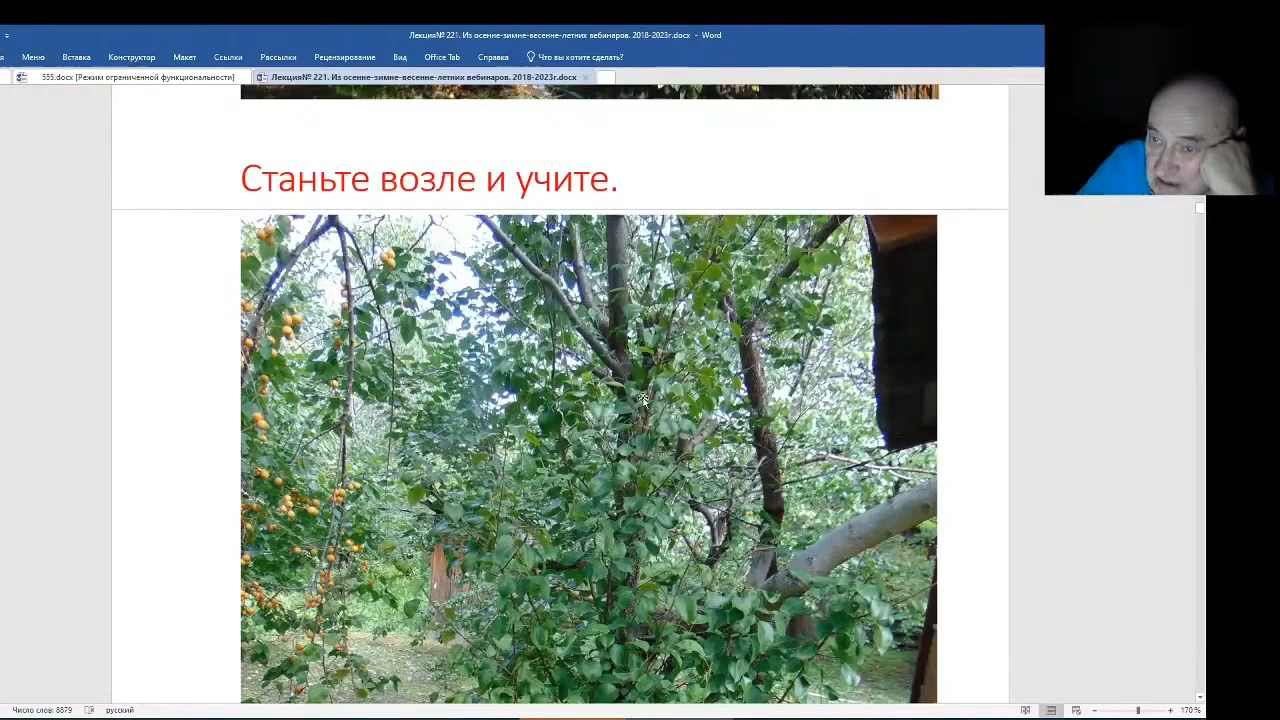 Лекция№ 221. Из осенне-зимне-весенне-летних вебинаров. 2018-2023г.docx - Word
я Меню Вставка Конструктор Макет Ссылки Рассылки Рецензирование Вид Office Tab Справка Что вы хотите сделать?
555.docx [Режим ограниченной функциональности] Лекция№ 221. Из осенне-зимне-весенне-летних вебинаров. 2018-2023г.docx
Станьте возле и учите.
Число слов: 8879 русский 170 %